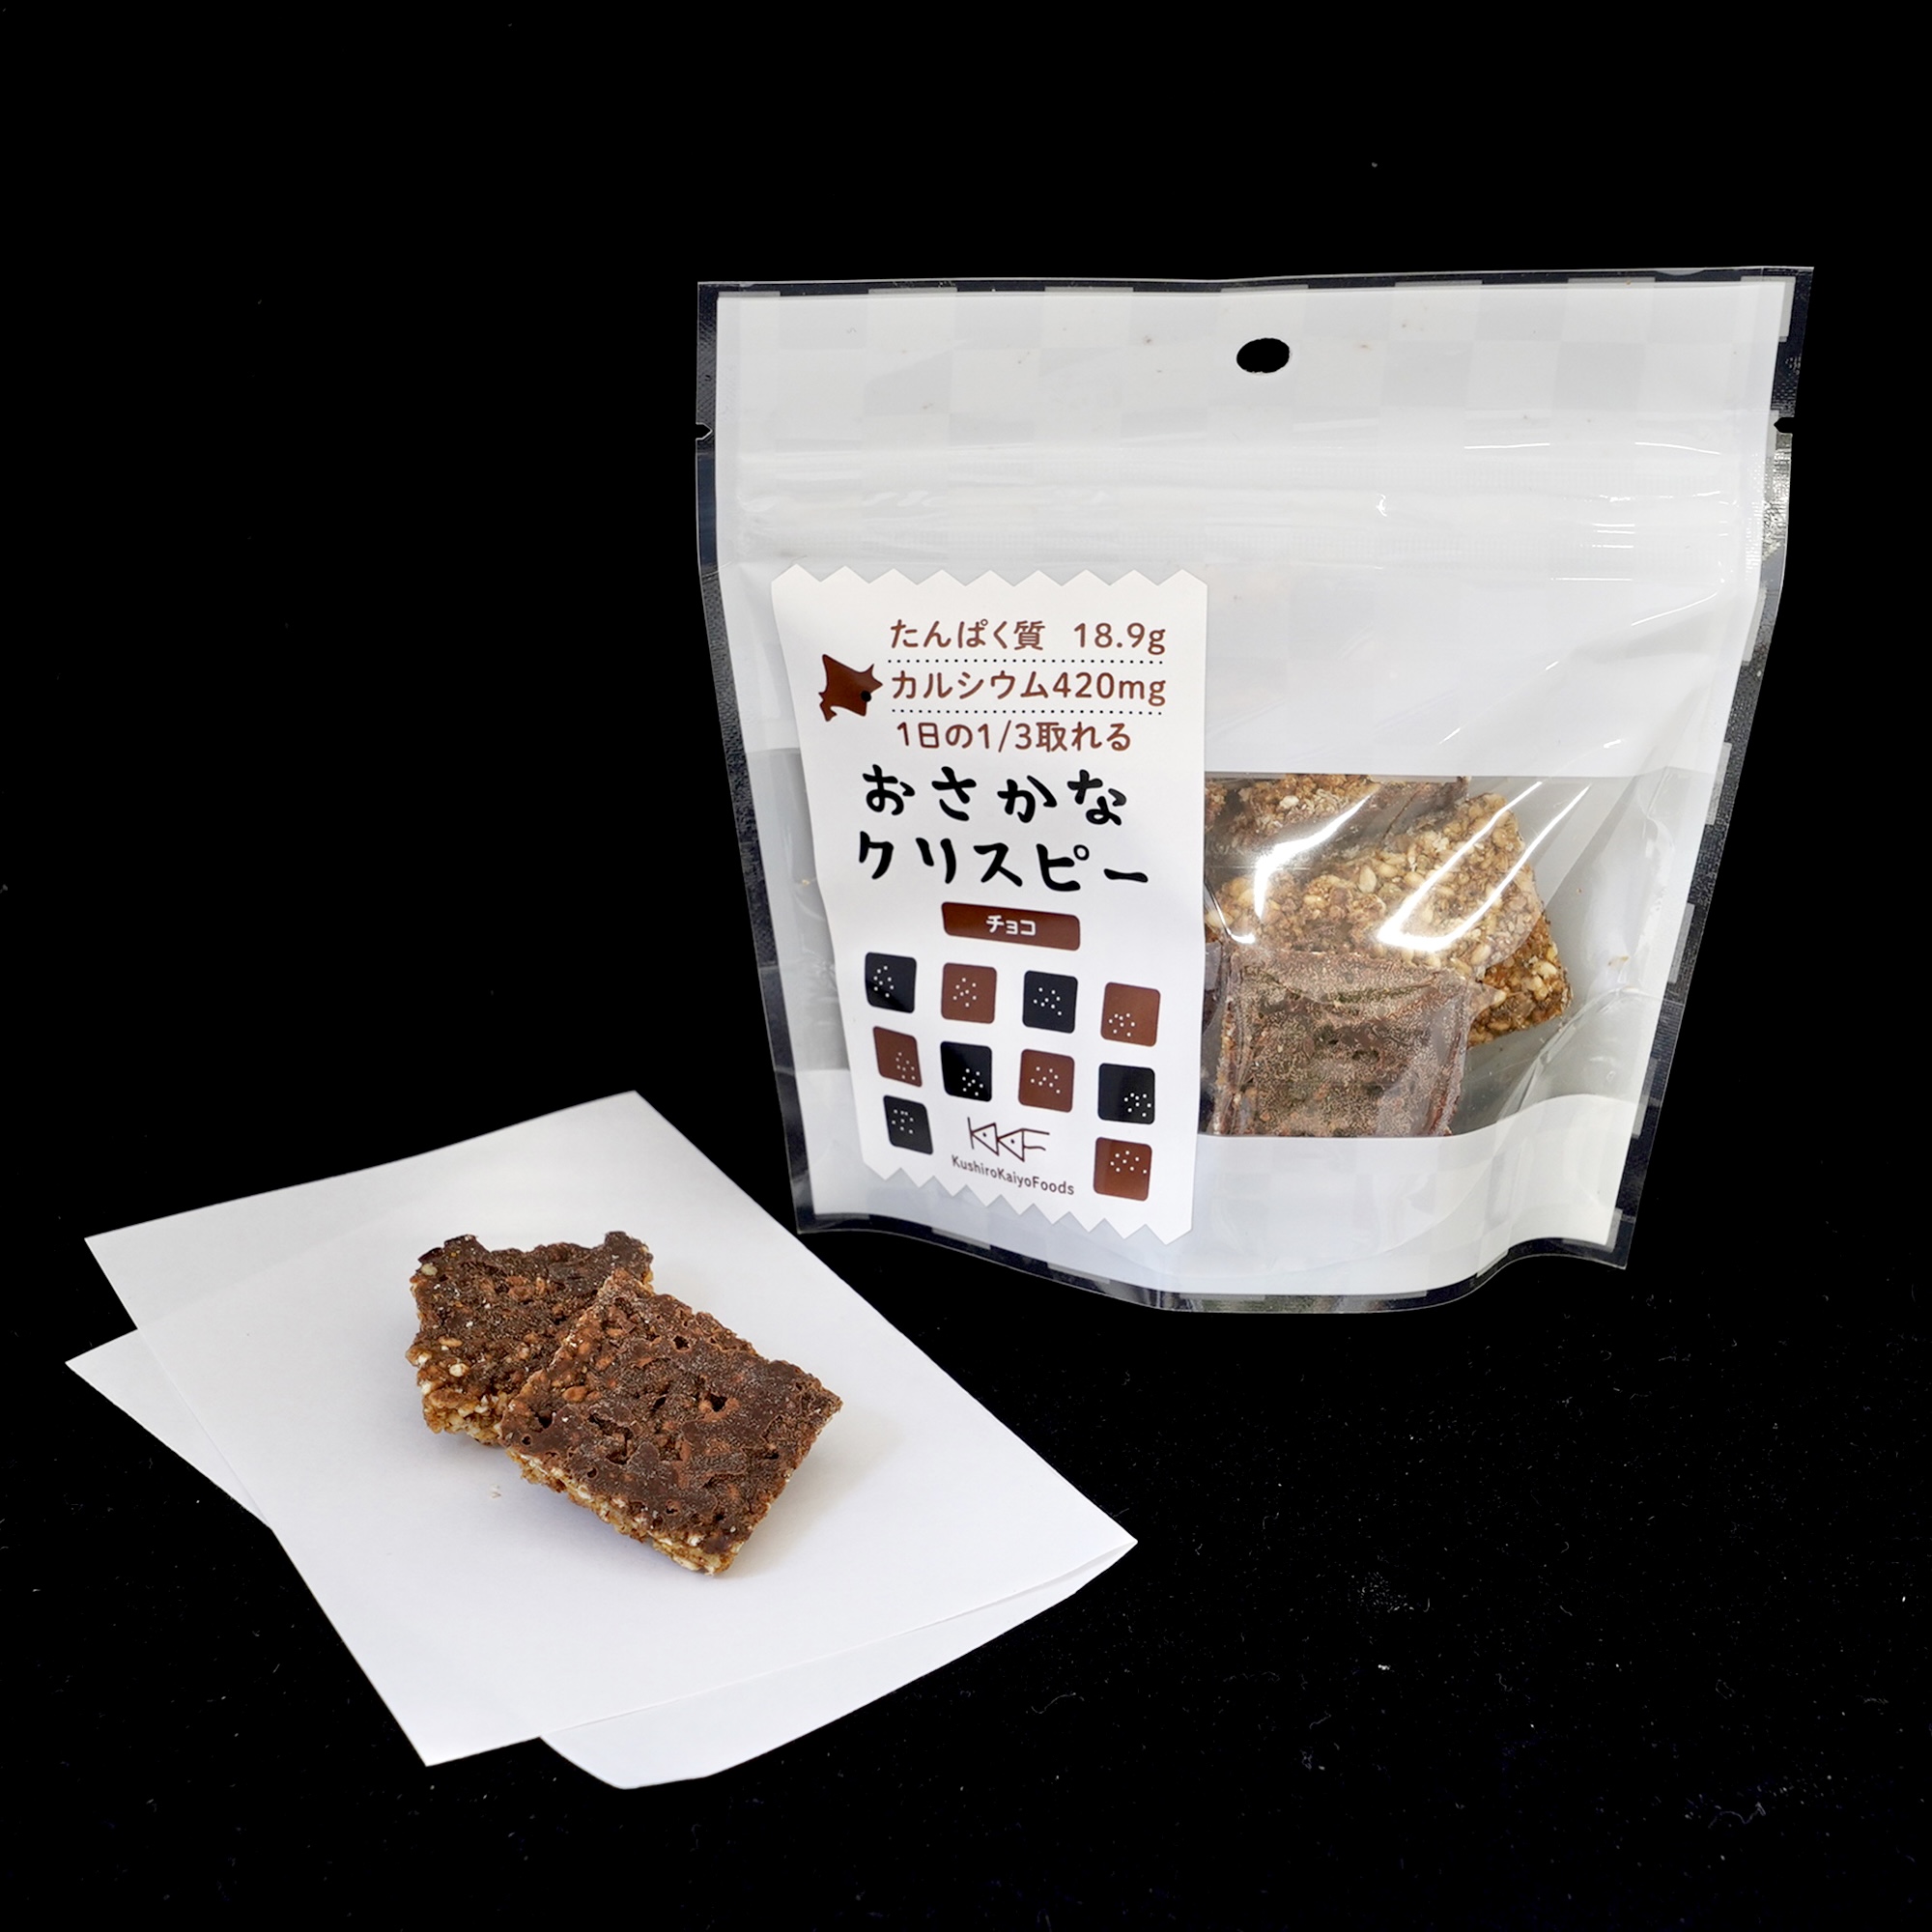 たんぱく質 18.9g
カルシウム420mg
1日の1/3取れる
おさかな
クリスピー
チョコ
KKF
KushiroKaiyoFoods